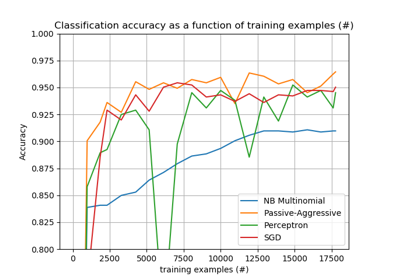 Classification accuracy as a function of training examples (#)
1.000
0.975
0.950
0.925
0.900
0.875
0.850
0.825
0.800
Accuracy
NB Multinomial
Passive-Aggressive
Perceptron
SGD
0 2500 5000 7500 10000 12500 15000 17500
training examples (#)